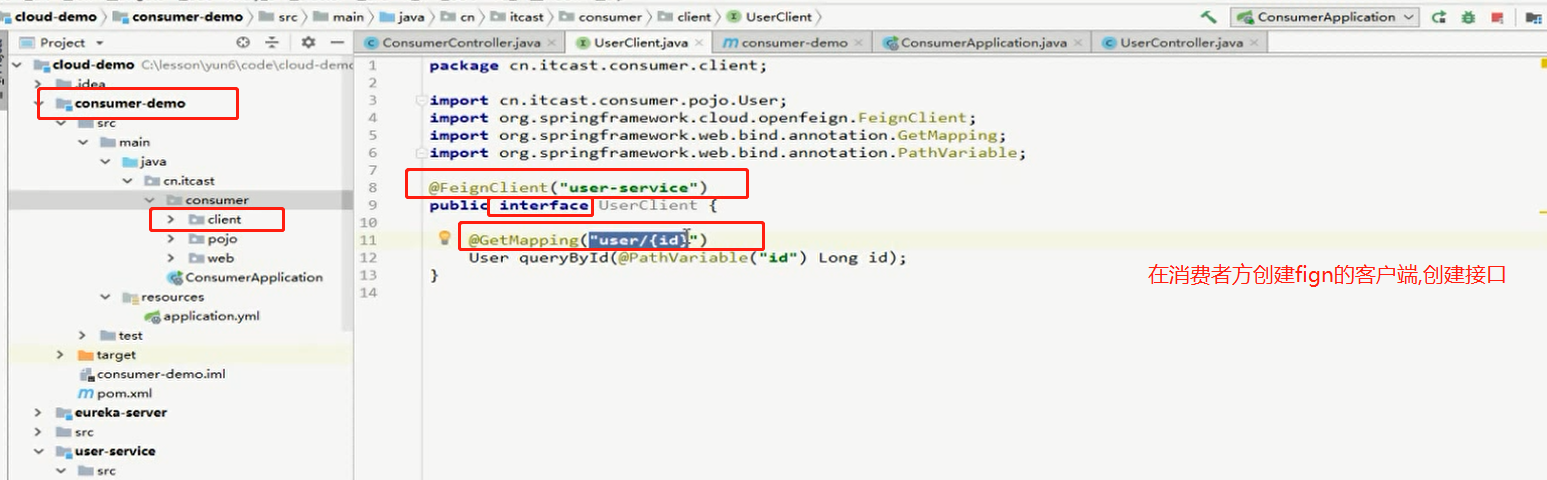 cloud-demo consumer-demo src main java cn itcast consumer client UserClient ConsumerApplication
Project ConsumerController.java UserClient.java consumer-demo ConsumerApplication.java UserController.java
cloud-demo C:\lesson\yun6\code\cloud-demo
.idea
consumer-demo
src
main
java
cn.itcast
consumer
client
pojo
web
ConsumerApplication
resources
application.yml
test
target
consumer-demo.iml
pom.xml
eureka-server
src
user-service
src
1 package cn.itcast.consumer.client;
2
3 import cn.itcast.consumer.pojo.User;
4 import org.springframework.cloud.openfeign.FeignClient;
5 import org.springframework.web.bind.annotation.GetMapping;
6 import org.springframework.web.bind.annotation.PathVariable;
7
8 @FeignClient("user-service")
9 public interface UserClient {
10
11 @GetMapping("user/{id}")
12 User queryById(@PathVariable("id") Long id);
13 }
14
在消费者方创建fign的客户端,创建接口